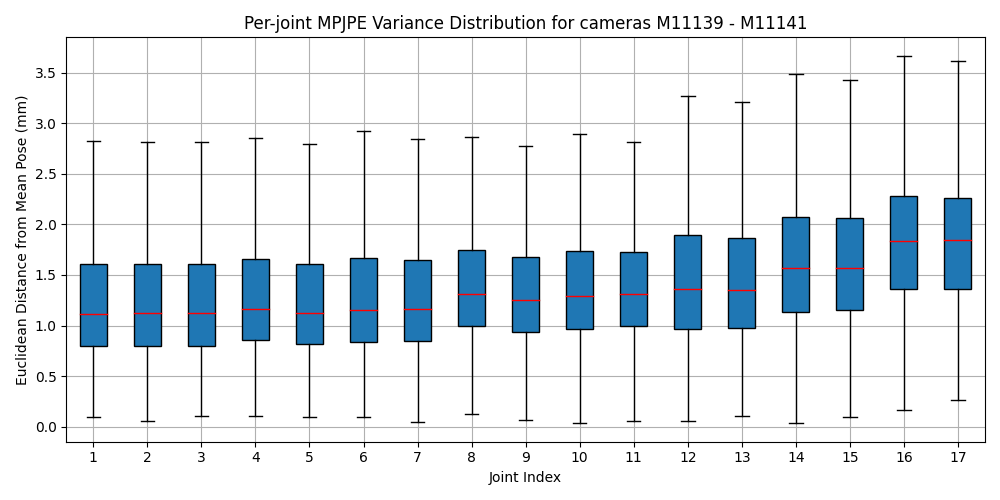 Per-joint MPJPE Variance Distribution for cameras M11139 - M11141
Euclidean Distance from Mean Pose (mm)
3.5
3.0
2.5
2.0
1.5
1.0
0.5
0.0
1 2 3 4 5 6 7 8 9 10 11 12 13 14 15 16 17
Joint Index